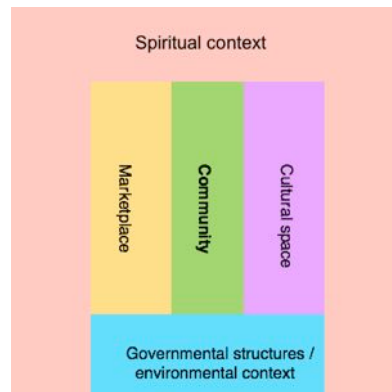 Spiritual context
Marketplace
Community
Cultural space
Governmental structures /
environmental context